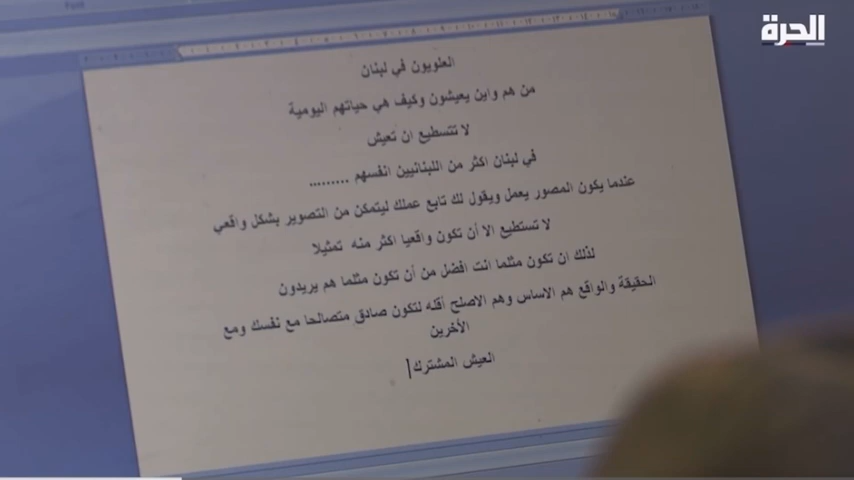 الحرة
العلويون في لبنان
من هم واين يعيشون وكيف هي حياتهم اليومية
لا تتسطيع ان تعيش
في لبنان اكثر من اللبنانيين انفسهم .........
عندما يكون المصور يعمل ويقول لك تابع عملك ليتمكن من التصوير بشكل واقعي
لا تستطيع الا أن تكون واقعيا اكثر منه تمثيلا
لذلك ان تكون مثلما انت افضل من أن تكون مثلما هم يريدون
الحقيقة والواقع هم الاساس وهم الاصلح أقله لتكون صادق متصالحا مع نفسك ومع
الأخرين
العيش المشترك